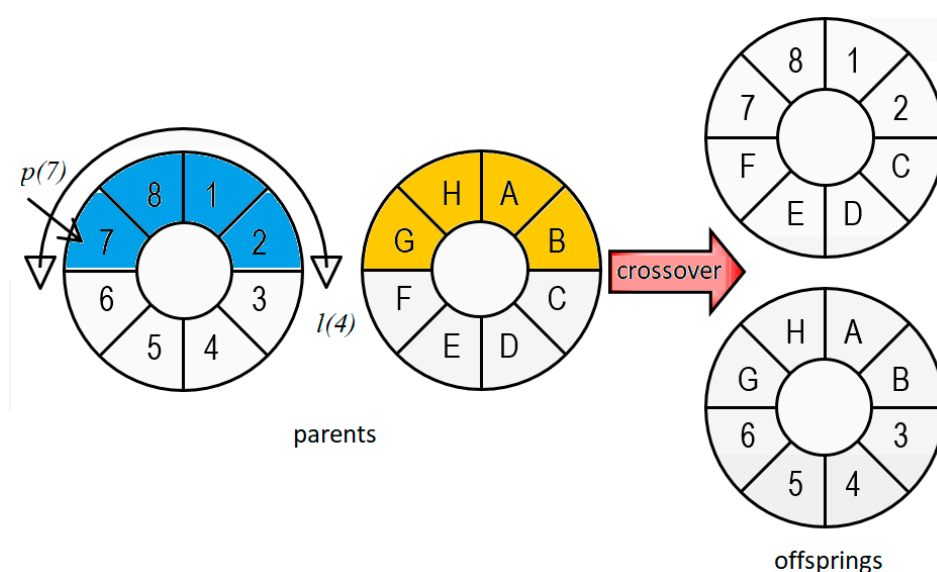 8 1
7 2
F C
E D
p(7)
8 1
7 2
6 3
5 4
l(4)
H A
G B
F C
E D
crossover
H A
G B
6 3
5 4
parents
offsprings